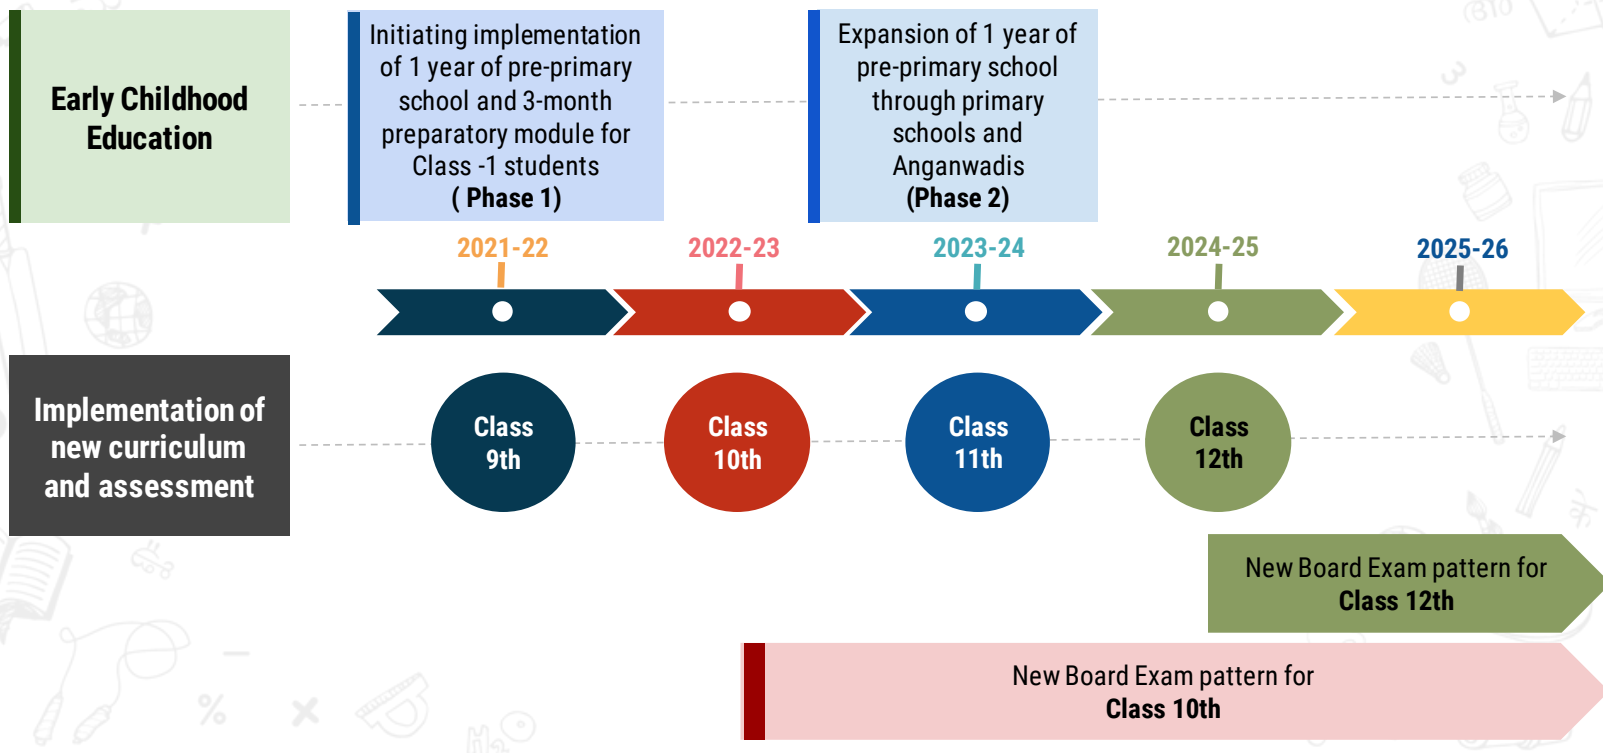 Early Childhood
Education
Initiating implementation
of 1 year of pre-primary
school and 3-month
preparatory module for
Class -1 students
( Phase 1)
Expansion of 1 year of
pre-primary school
through primary
schools and
Anganwadis
(Phase 2)
2021-22
2022-23
2023-24
2024-25
2025-26
Implementation of
new curriculum
and assessment
Class
9th
Class
10th
Class
11th
Class
12th
New Board Exam pattern for
Class 12th
New Board Exam pattern for
Class 10th